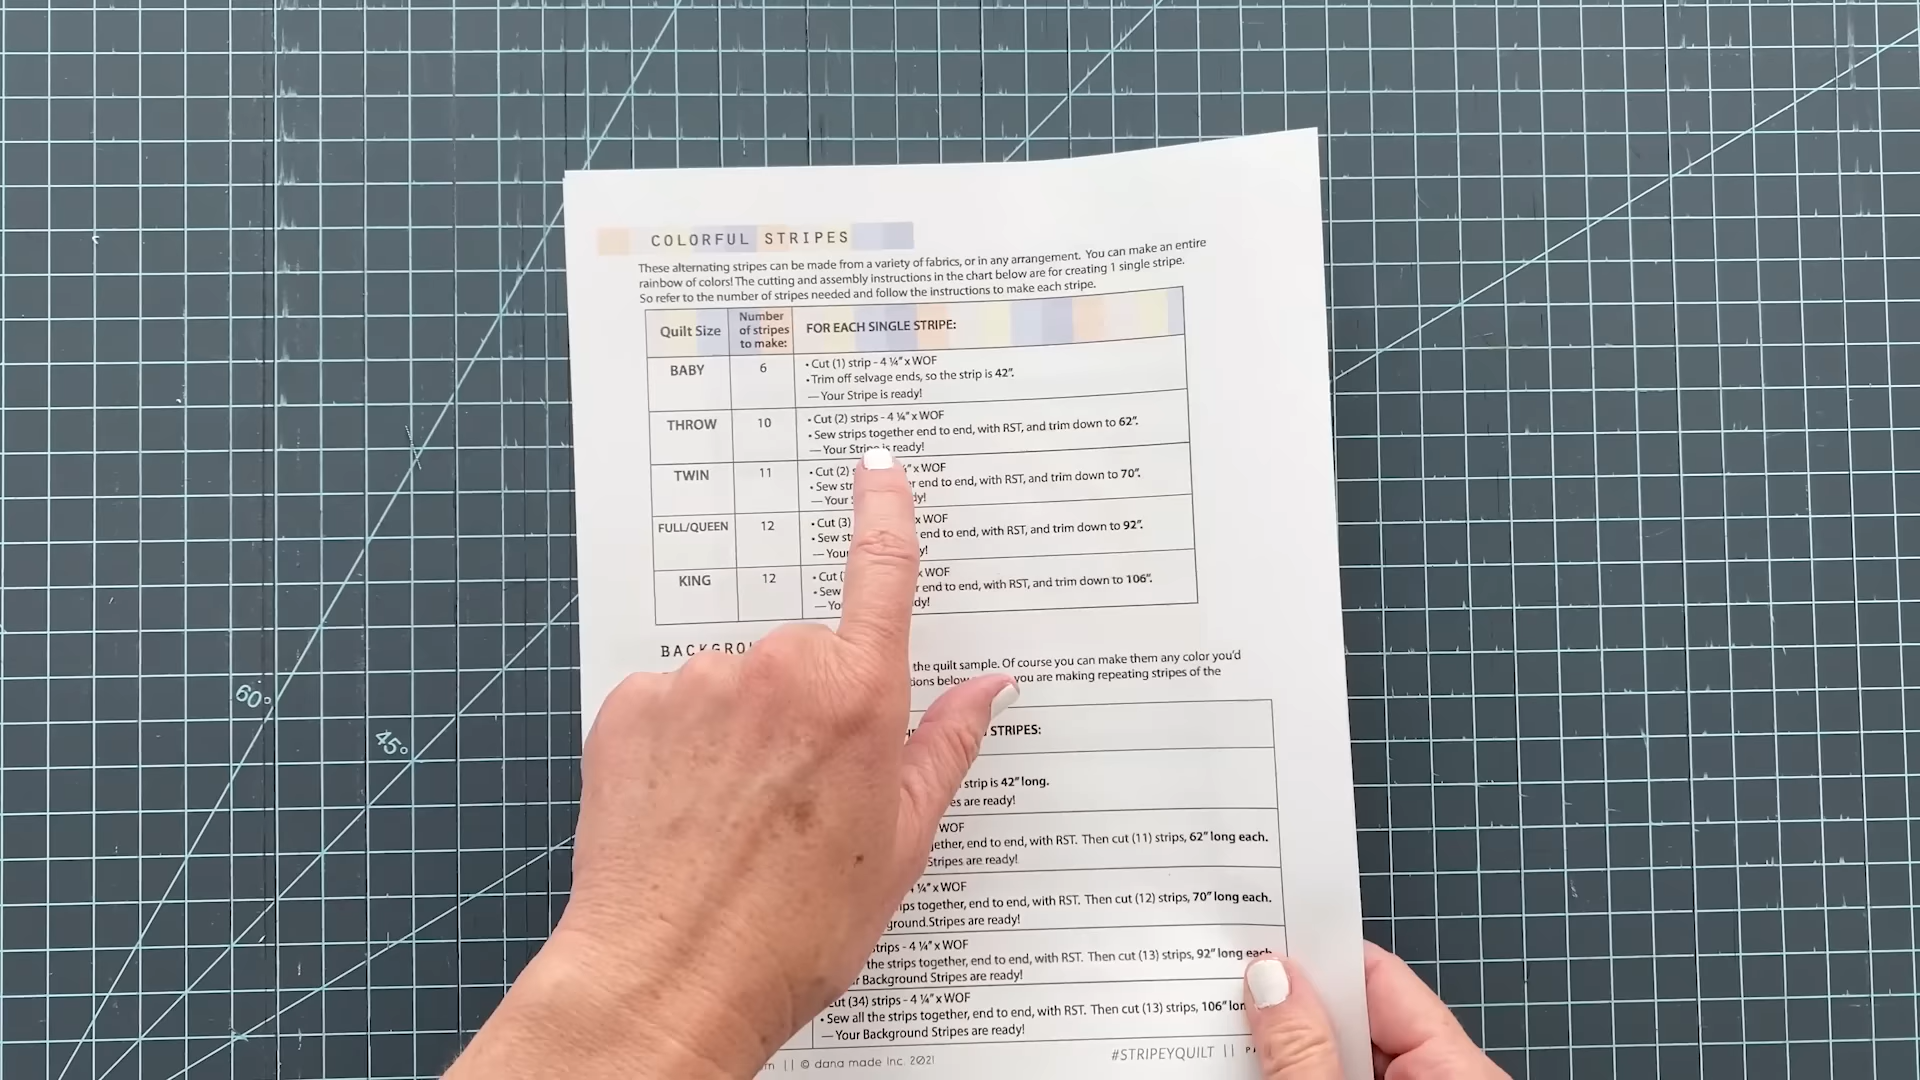 COLORFUL STRIPES
These alternating stripes can be made from a variety of fabrics, or in any arrangement. You can make an entire
rainbow of colors! The cutting and assembly instructions in the chart below are for creating 1 single stripe.
So refer to the number of stripes needed and follow the instructions to make each stripe.
Quilt Size
Number
of stripes
to make:
FOR EACH SINGLE STRIPE:
BABY
6
• Cut (1) strip - 4 ¼" x WOF
• Trim off selvage ends, so the strip is 42".
— Your Stripe is ready!
THROW
10
• Cut (2) strips - 4 ¼" x WOF
• Sew strips together end to end, with RST, and trim down to 62".
— Your Stripe is ready!
TWIN
11
• Cut (2) x WOF
• Sew end to end, with RST, and trim down to 70".
— Your
FULL/QUEEN
12
• Cut (3) x WOF
• Sew end to end, with RST, and trim down to 92".
— Your
KING
12
• Cut x WOF
• Sew end to end, with RST, and trim down to 106".
the quilt sample. Of course you can make them any color you'd
below you are making repeating stripes of the
STRIPES:
strip is 42" long.
are ready!
WOF
end to end, with RST. Then cut (11) strips, 62" long each.
Stripes are ready!
¼" x WOF
together, end to end, with RST. Then cut (12) strips, 70" long each.
Stripes are ready!
strips - 4 ¼" x WOF
the strips together, end to end, with RST. Then cut (13) strips, 92" long each.
Background Stripes are ready!
Cut (34) strips - 4 ¼" x WOF
• Sew all the strips together, end to end, with RST. Then cut (13) strips, 106"
— Your Background Stripes are ready!
|| © dana made inc. 2021
#STRIPEYQUILT ||
60°
45°